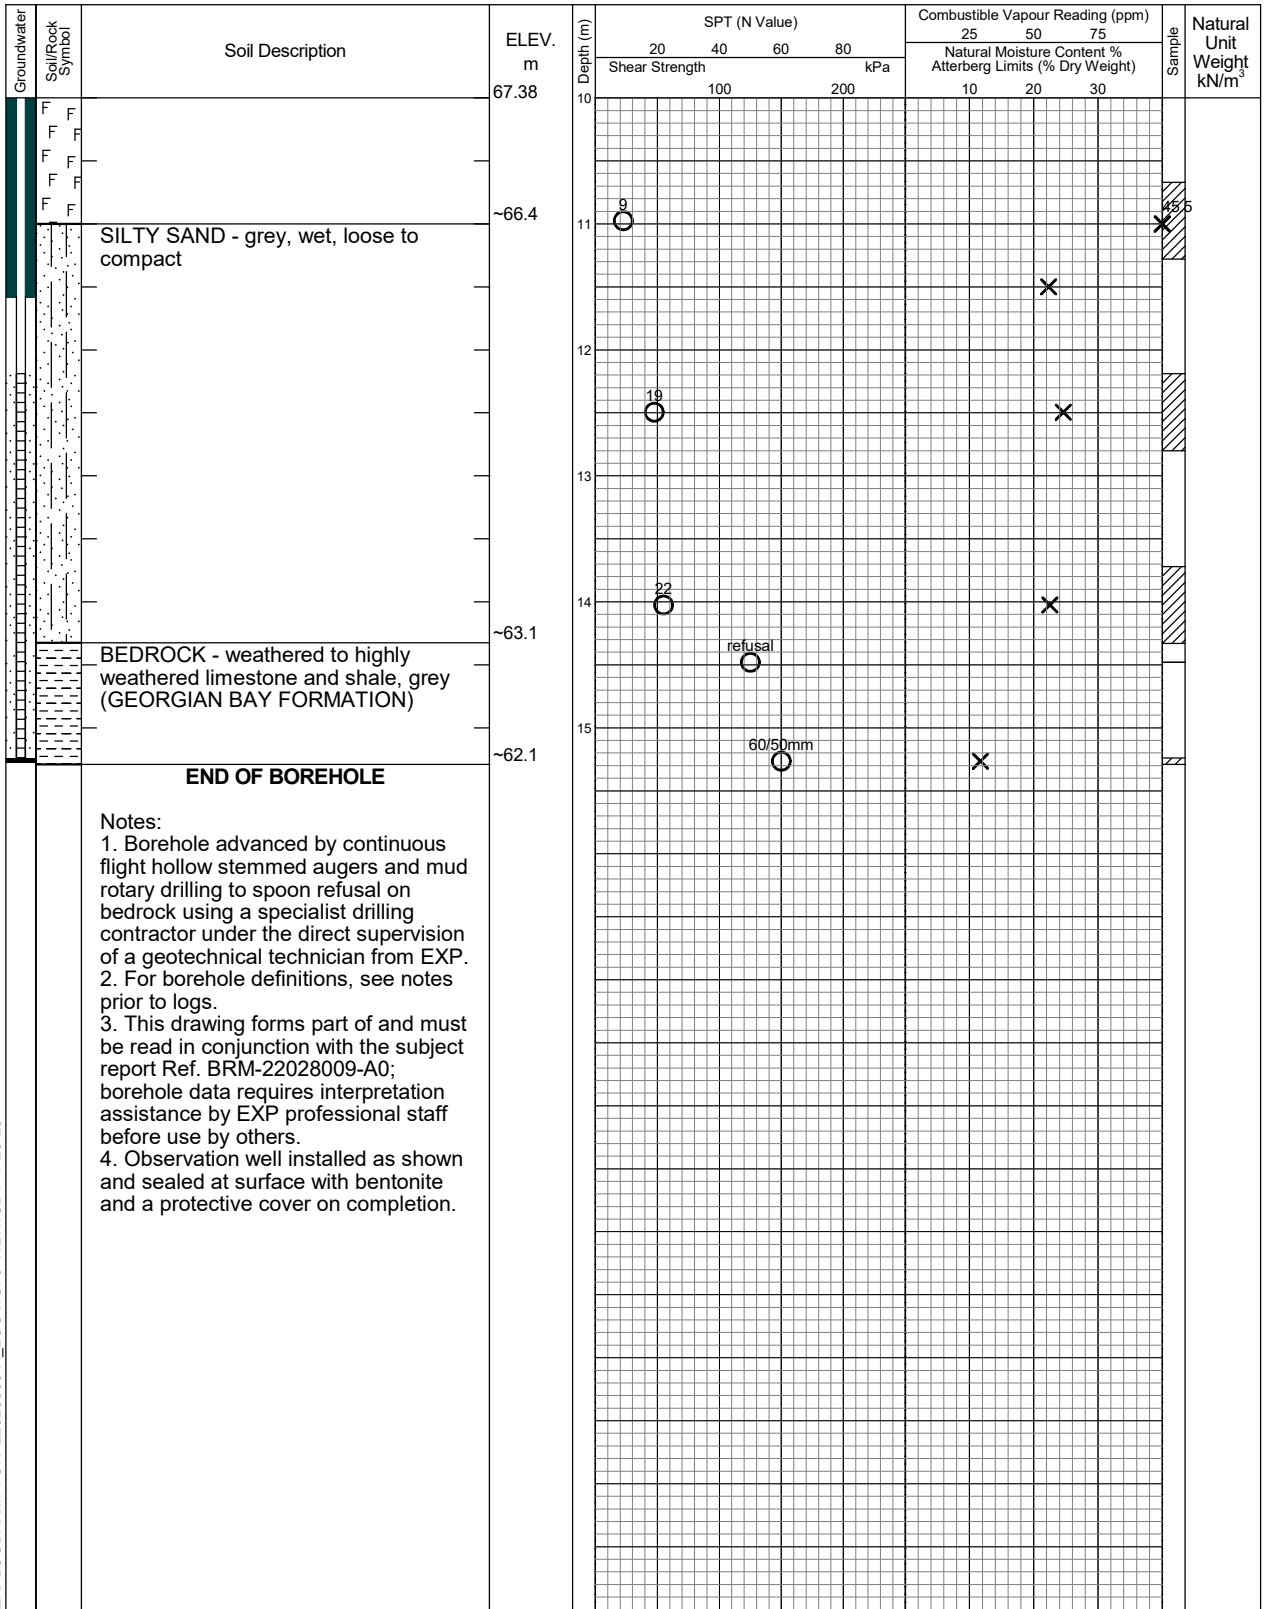 Groundwater
Soil/Rock
Symbol
Soil Description
ELEV.
m
67.38
Depth (m)
SPT (N Value)
20 40 60 80
Shear Strength kPa
100 200
Combustible Vapour Reading (ppm)
25 50 75
Natural Moisture Content %
Atterberg Limits (% Dry Weight)
10 20 30
Sample
Natural
Unit
Weight
kN/m³
10
F F
F F
F F
F F
F F
~66.4
9
45.5
11
SILTY SAND - grey, wet, loose to
compact
12
19
13
22
14
~63.1
refusal
BEDROCK - weathered to highly
weathered limestone and shale, grey
(GEORGIAN BAY FORMATION)
15
60/50mm
~62.1
END OF BOREHOLE
Notes:
1. Borehole advanced by continuous
flight hollow stemmed augers and mud
rotary drilling to spoon refusal on
bedrock using a specialist drilling
contractor under the direct supervision
of a geotechnical technician from EXP.
2. For borehole definitions, see notes
prior to logs.
3. This drawing forms part of and must
be read in conjunction with the subject
report Ref. BRM-22028009-A0;
borehole data requires interpretation
assistance by EXP professional staff
before use by others.
4. Observation well installed as shown
and sealed at surface with bentonite
and a protective cover on completion.